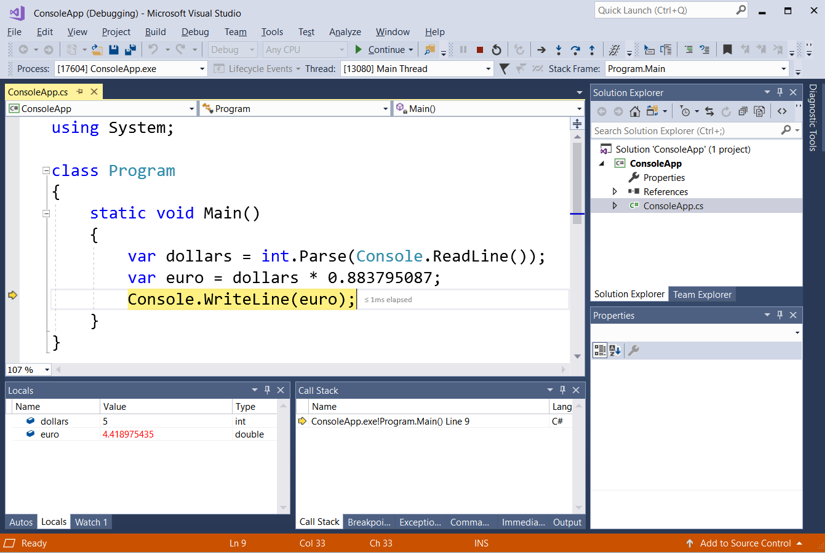 ConsoleApp (Debugging) - Microsoft Visual Studio
Quick Launch (Ctrl+Q)
File Edit View Project Build Debug Team Tools Test Analyze Window Help
Debug Any CPU Continue
Process: [17604] ConsoleApp.exe Lifecycle Events Thread: [13080] Main Thread Stack Frame: Program.Main
ConsoleApp.cs
ConsoleApp Program Main()
using System;
class Program
{
static void Main()
{
var dollars = int.Parse(Console.ReadLine());
var euro = dollars * 0.883795087;
Console.WriteLine(euro); ≤ 1ms elapsed
}
}
107 %
Solution Explorer
Search Solution Explorer (Ctrl+;)
Solution 'ConsoleApp' (1 project)
ConsoleApp
Properties
References
ConsoleApp.cs
Solution Explorer Team Explorer
Diagnostic Tools
Properties
Locals
Name Value Type
dollars 5 int
euro 4.418975435 double
Autos Locals Watch 1
Call Stack
Name Lang
ConsoleApp.exe!Program.Main() Line 9 C#
Call Stack Breakpoi... Exceptio... Comma... Immedia... Output
Ready Ln 9 Col 33 Ch 33 INS Add to Source Control